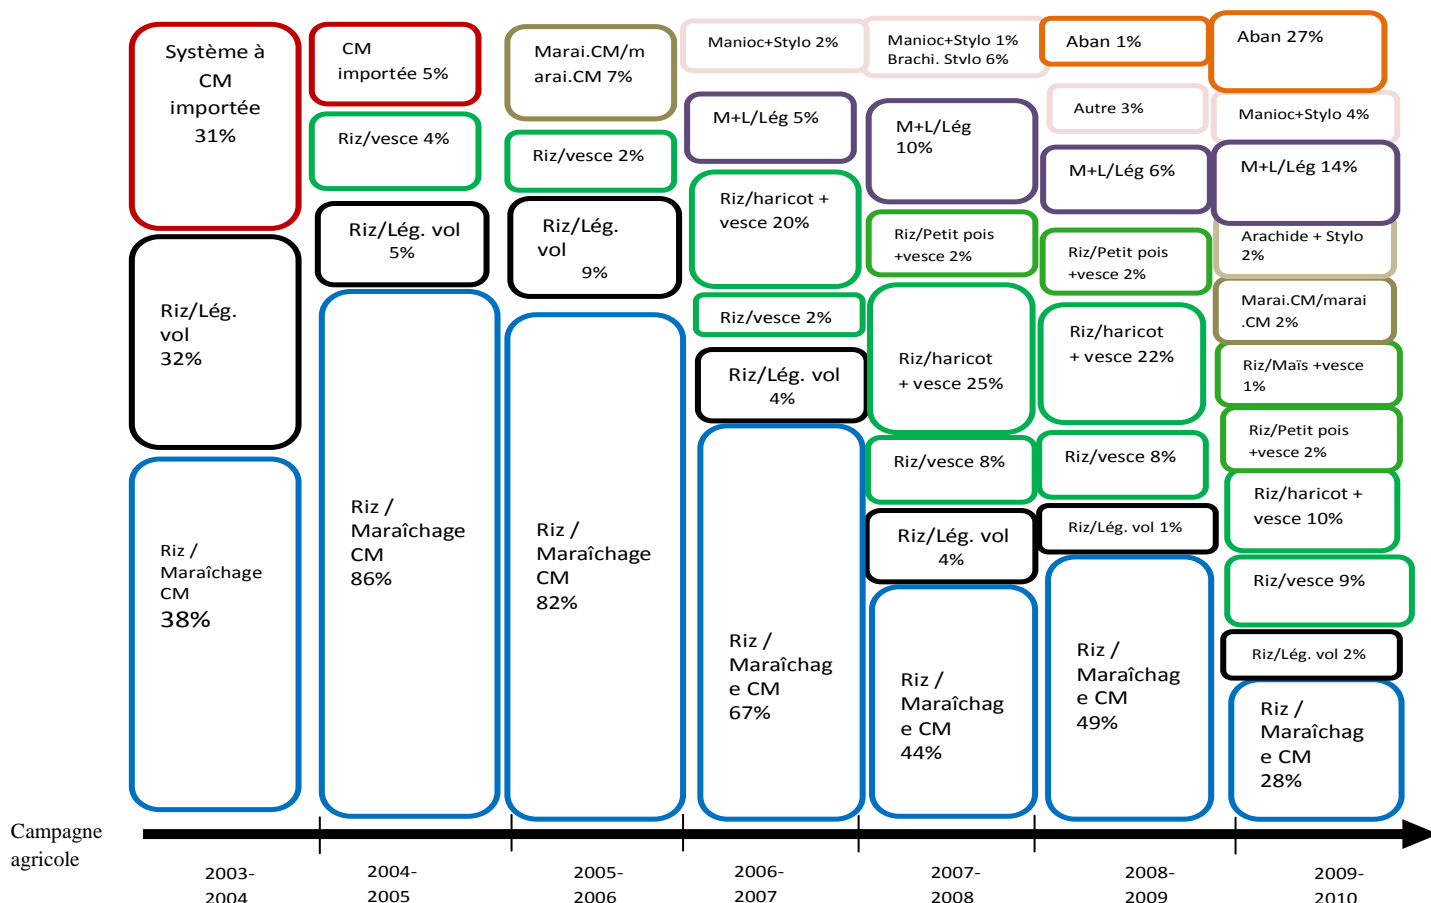 Système à
CM
importée
31%
Riz/Lég.
vol
32%
Riz /
Maraîchage
CM
38%
CM
importée 5%
Riz/vesce 4%
Riz/Lég. vol
5%
Riz /
Maraîchage
CM
86%
Marai.CM/m
arai.CM 7%
Riz/vesce 2%
Riz/Lég.
vol
9%
Riz /
Maraîchage
CM
82%
Manioc+Stylo 2%
M+L/Lég 5%
Riz/haricot +
vesce 20%
Riz/vesce 2%
Riz/Lég. vol
4%
Riz /
Maraîchag
e CM
67%
Manioc+Stylo 1%
Brachi. Stylo 6%
M+L/Lég
10%
Riz/Petit pois
+vesce 2%
Riz/haricot
+ vesce 25%
Riz/vesce 8%
Riz/Lég. vol
4%
Riz /
Maraîchag
e CM
44%
Aban 1%
Autre 3%
M+L/Lég 6%
Riz/Petit pois
+vesce 2%
Riz/haricot
+ vesce 22%
Riz/vesce 8%
Riz/Lég. vol 1%
Riz /
Maraîchag
e CM
49%
Aban 27%
Manioc+Stylo 4%
M+L/Lég 14%
Arachide + Stylo
2%
Marai.CM/marai
.CM 2%
Riz/Maïs +vesce
1%
Riz/Petit pois
+vesce 2%
Riz/haricot +
vesce 10%
Riz/vesce 9%
Riz/Lég. vol 2%
Riz /
Maraîchag
e CM
28%
Campagne
agricole
2003-
2004
2004-
2005
2005-
2006
2006-
2007
2007-
2008
2008-
2009
2009-
2010